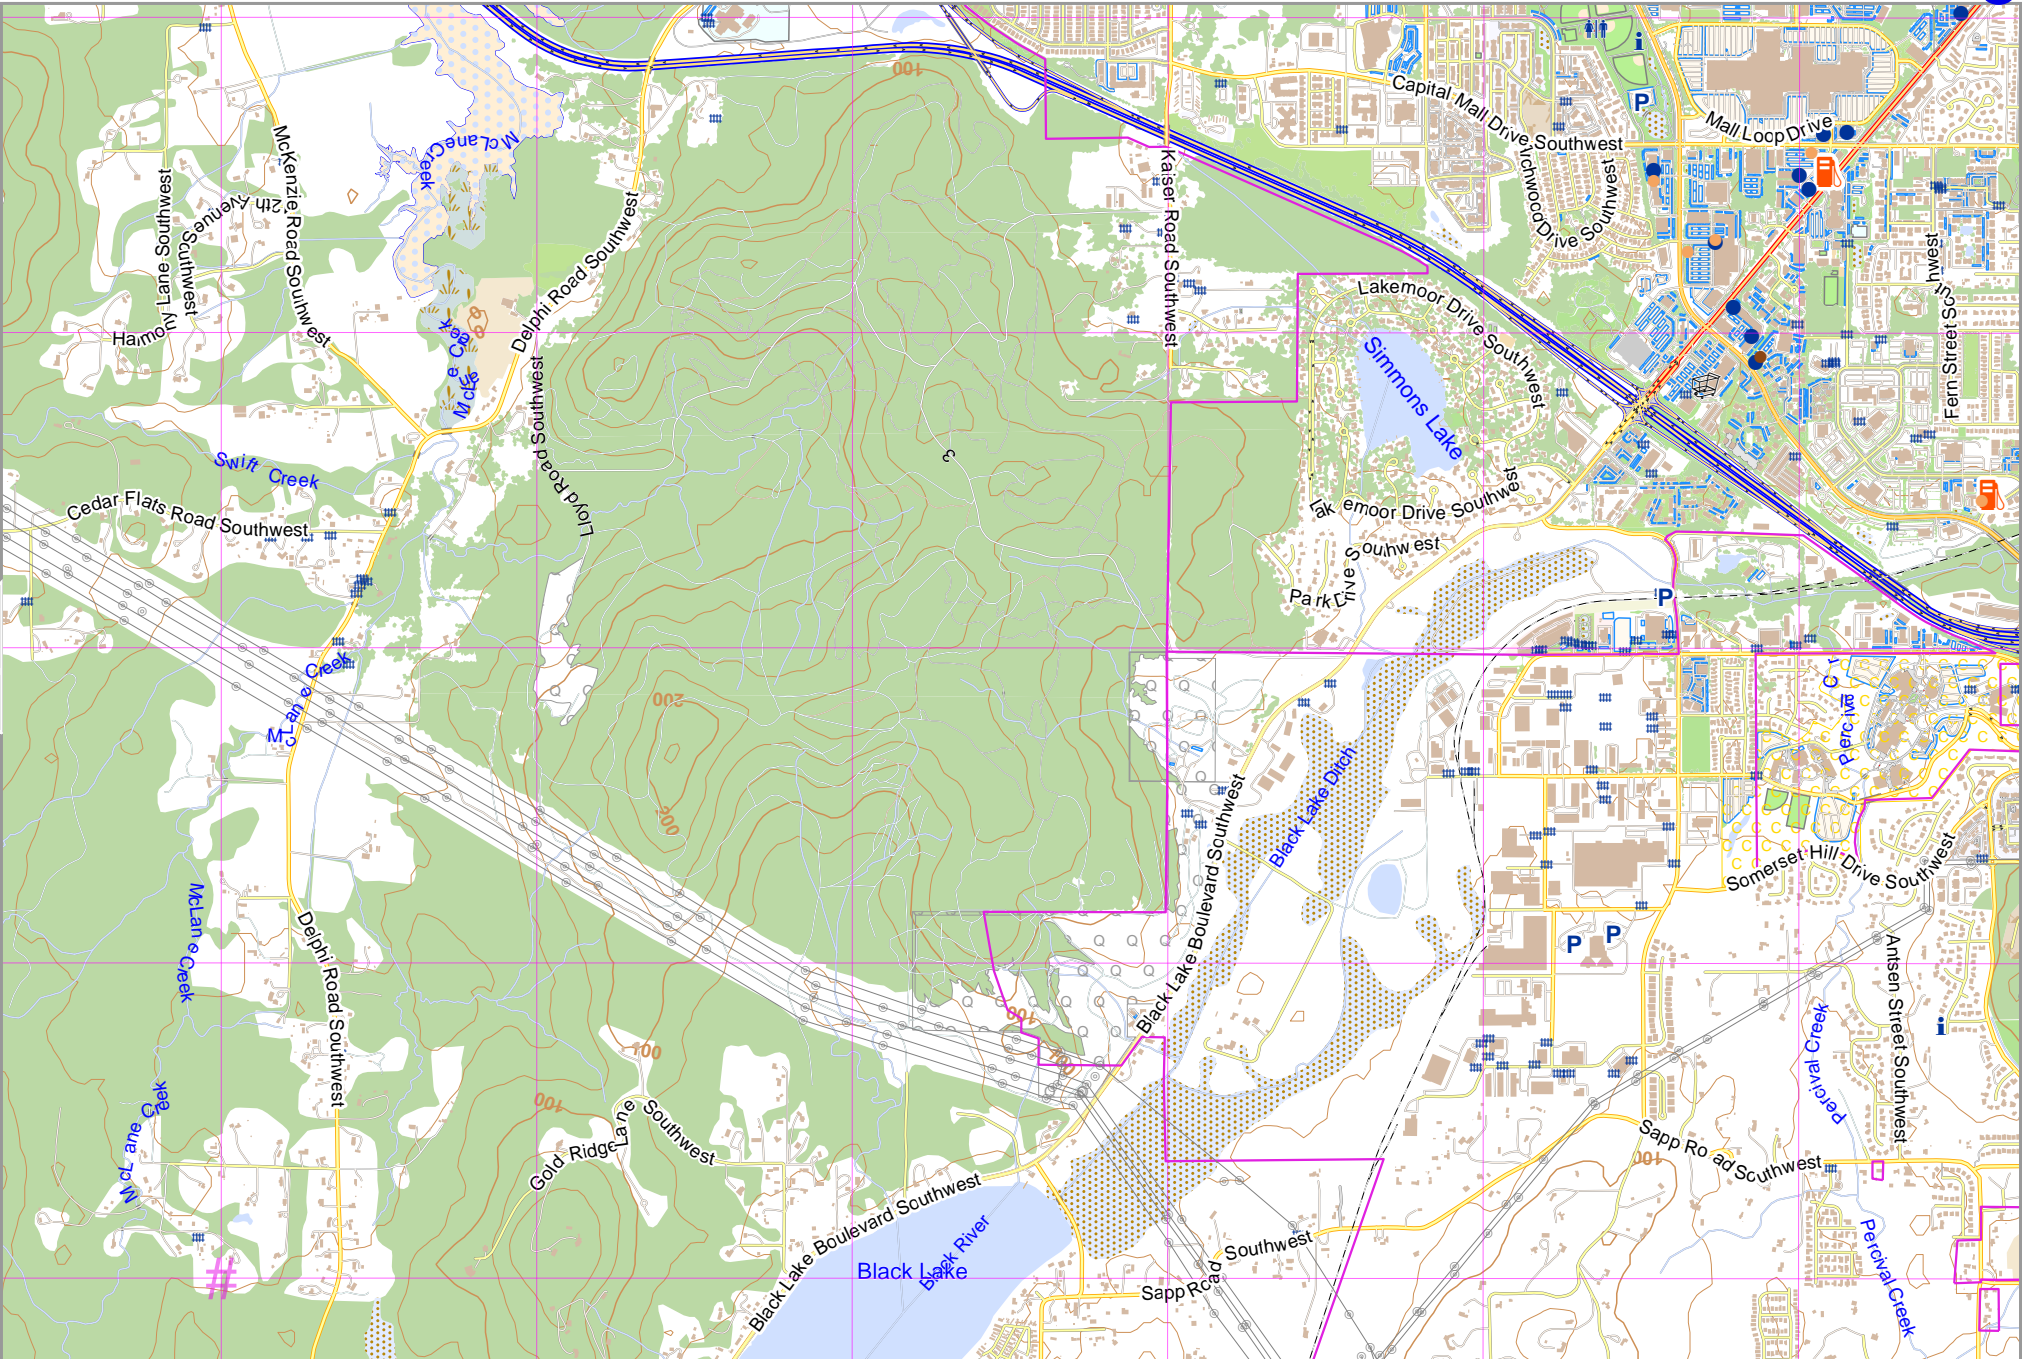 100
Capital Mall Drive Southwest
Mall Loop Drive
P
i
McKenzie Road Southwest
McLane Creek
Kaiser Road Southwest
Delphi Road Southwest
Harmony Lane Southwest
Lakemoor Drive Southwest
Simmons Lake
Fern Street Southwest
McLane Creek
Lloyd Road Southwest
Swift Creek
Cedar Flats Road Southwest
3
Lakemoor Drive Southwest
Park Drive Southwest
P
McLane Creek
200
200
Black Lake Ditch
Black Lake Boulevard Southwest
Somerset Hill Drive Southwest
McLane Creek
Delphi Road Southwest
P
P
Antsen Street Southwest
i
100
100
100
100
Percival Creek
McLane Creek
Gold Ridge Lane Southwest
Sapp Road Southwest
100
Black Lake Boulevard Southwest
Black River
Black Lake
Sapp Road Southwest
Percival Creek
#